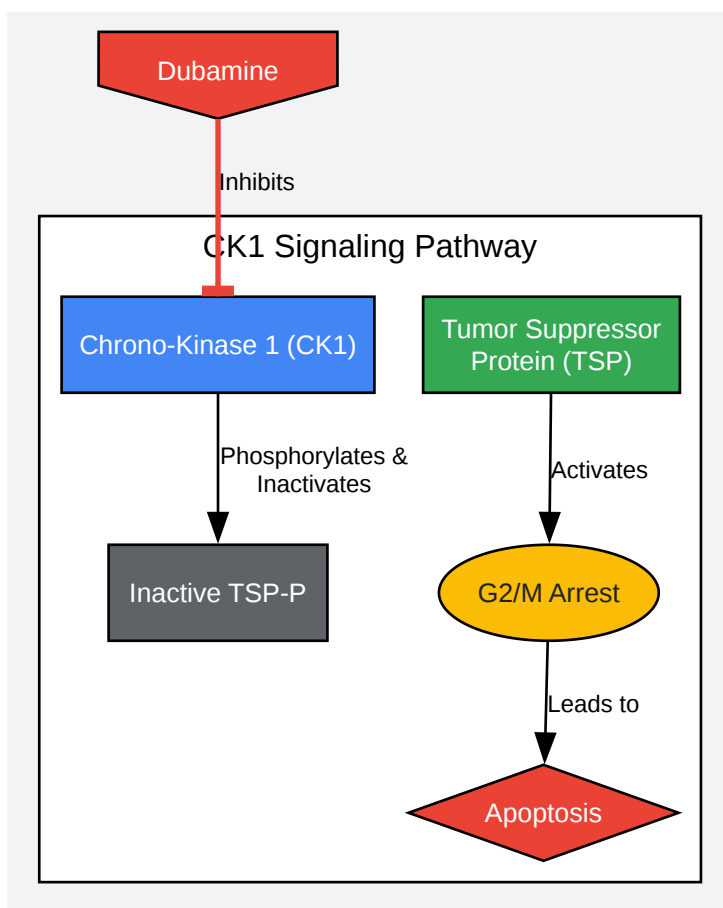 Dubamine
Inhibits
CK1 Signaling Pathway
Chrono-Kinase 1 (CK1)
Tumor Suppressor
Protein (TSP)
Phosphorylates &
Inactivates
Activates
Inactive TSP-P
G2/M Arrest
Leads to
Apoptosis